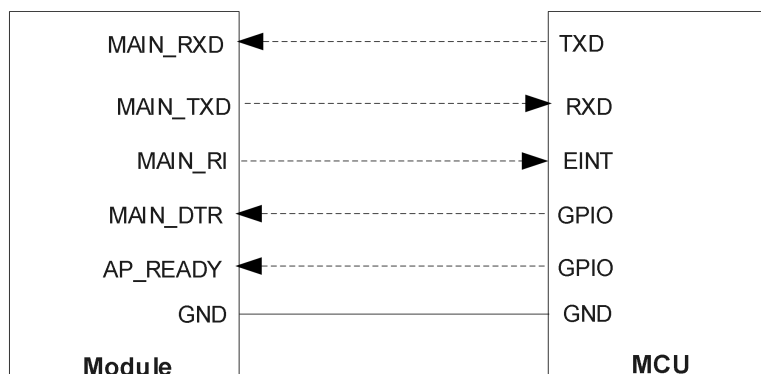 MAIN_RXD TXD
MAIN_TXD RXD
MAIN_RI EINT
MAIN_DTR GPIO
AP_READY GPIO
GND GND
Module MCU